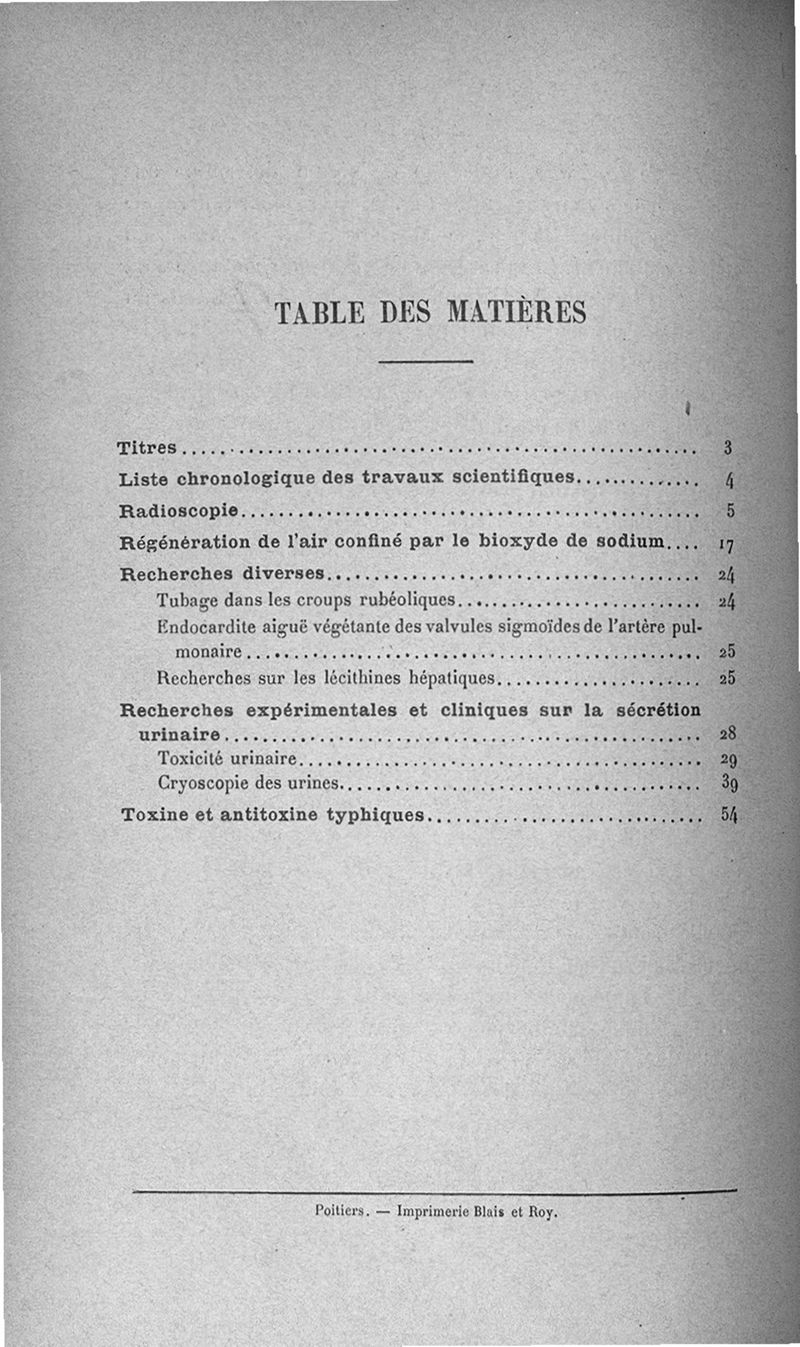 TABLE DES MATIÈRES
Titres ........................................................ 3
Liste chronologique des travaux scientifiques.............. 4
Radioscopie.................................................. 5
Régénération de l'air confiné par le bioxyde de sodium.... 17
Recherches diverses........................................ 24
Tubage dans les croups rubéoliques.......................... 24
Endocardite aiguë végétante des valvules sigmoïdes de l'artère pul-
monaire ................................................. 25
Recherches sur les lécithines hépatiques...................... 25
Recherches expérimentales et cliniques sur la sécrétion
urinaire .................................................... 28
Toxicité urinaire............................................ 29
Cryoscopie des urines....................................... 39
Toxine et antitoxine typhiques.............................. 54
Poitiers. — Imprimerie Blais et Roy.